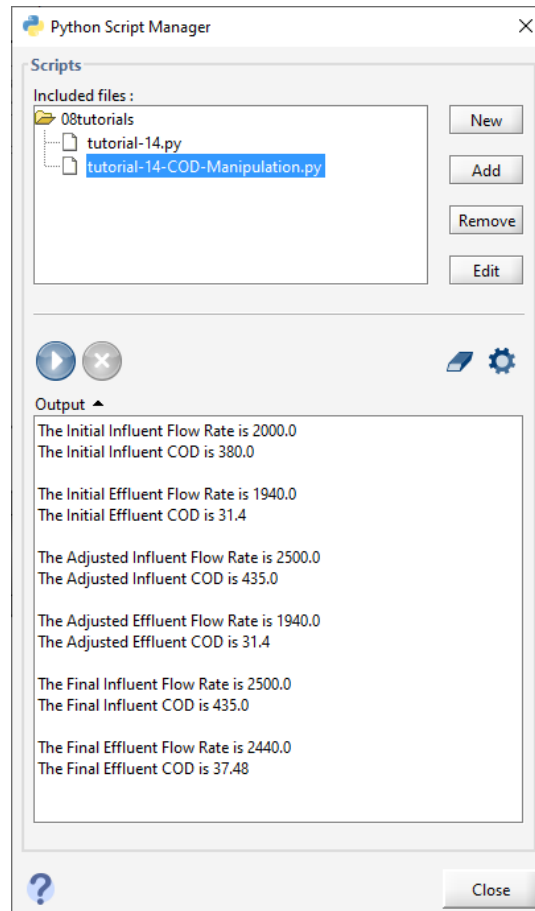 Python Script Manager
Scripts
Included files :
08tutorials
tutorial-14.py
tutorial-14-COD-Manipulation.py
New
Add
Remove
Edit
Output
The Initial Influent Flow Rate is 2000.0
The Initial Influent COD is 380.0
The Initial Effluent Flow Rate is 1940.0
The Initial Effluent COD is 31.4
The Adjusted Influent Flow Rate is 2500.0
The Adjusted Influent COD is 435.0
The Adjusted Effluent Flow Rate is 1940.0
The Adjusted Effluent COD is 31.4
The Final Influent Flow Rate is 2500.0
The Final Influent COD is 435.0
The Final Effluent Flow Rate is 2440.0
The Final Effluent COD is 37.48
?
Close